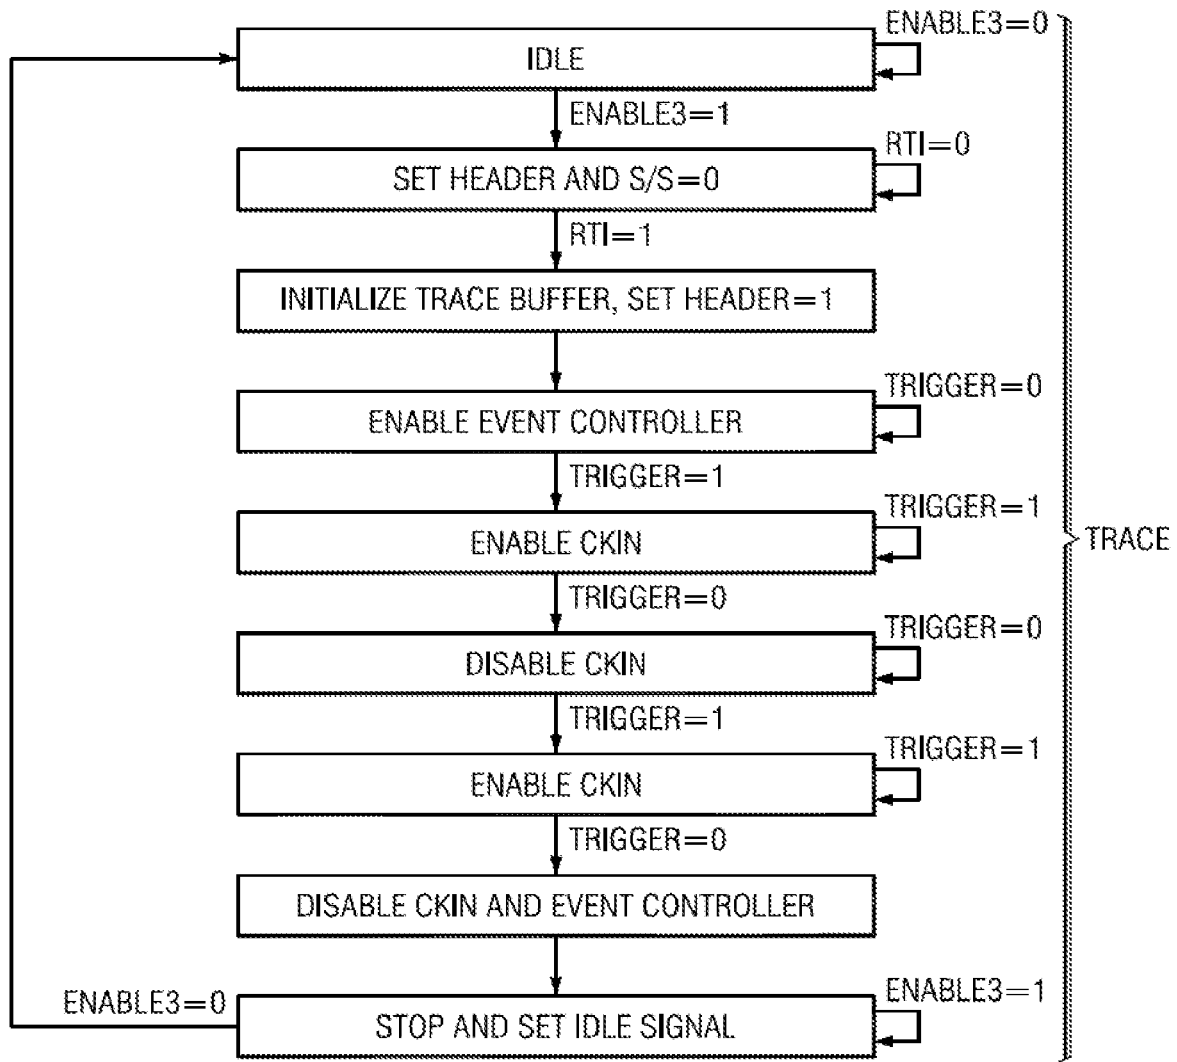 ENABLE3=0
IDLE
ENABLE3=1
RTI=0
SET HEADER AND S/S=0
RTI=1
INITIALIZE TRACE BUFFER, SET HEADER=1
TRIGGER=0
ENABLE EVENT CONTROLLER
TRIGGER=1
TRIGGER=1
ENABLE CKIN
TRACE
TRIGGER=0
TRIGGER=0
DISABLE CKIN
TRIGGER=1
TRIGGER=1
ENABLE CKIN
TRIGGER=0
DISABLE CKIN AND EVENT CONTROLLER
ENABLE3=0
ENABLE3=1
STOP AND SET IDLE SIGNAL